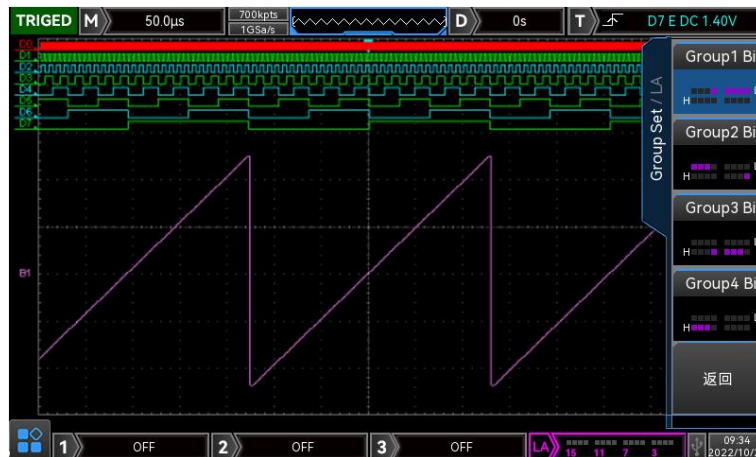 TRIGED M 50.0µs 700kpts 1GSa/s D 0s T D7 E DC 1.40V
D0
D1
D2
D3
D4
D5
D6
D7
B1
Group Set / LA
Group1 Bi
L
H
Group2 Bi
L
H
Group3 Bi
L
H
Group4 Bi
L
H
返回
1 OFF 2 OFF 3 OFF LA 15 11 7 3
09:34
2022/10